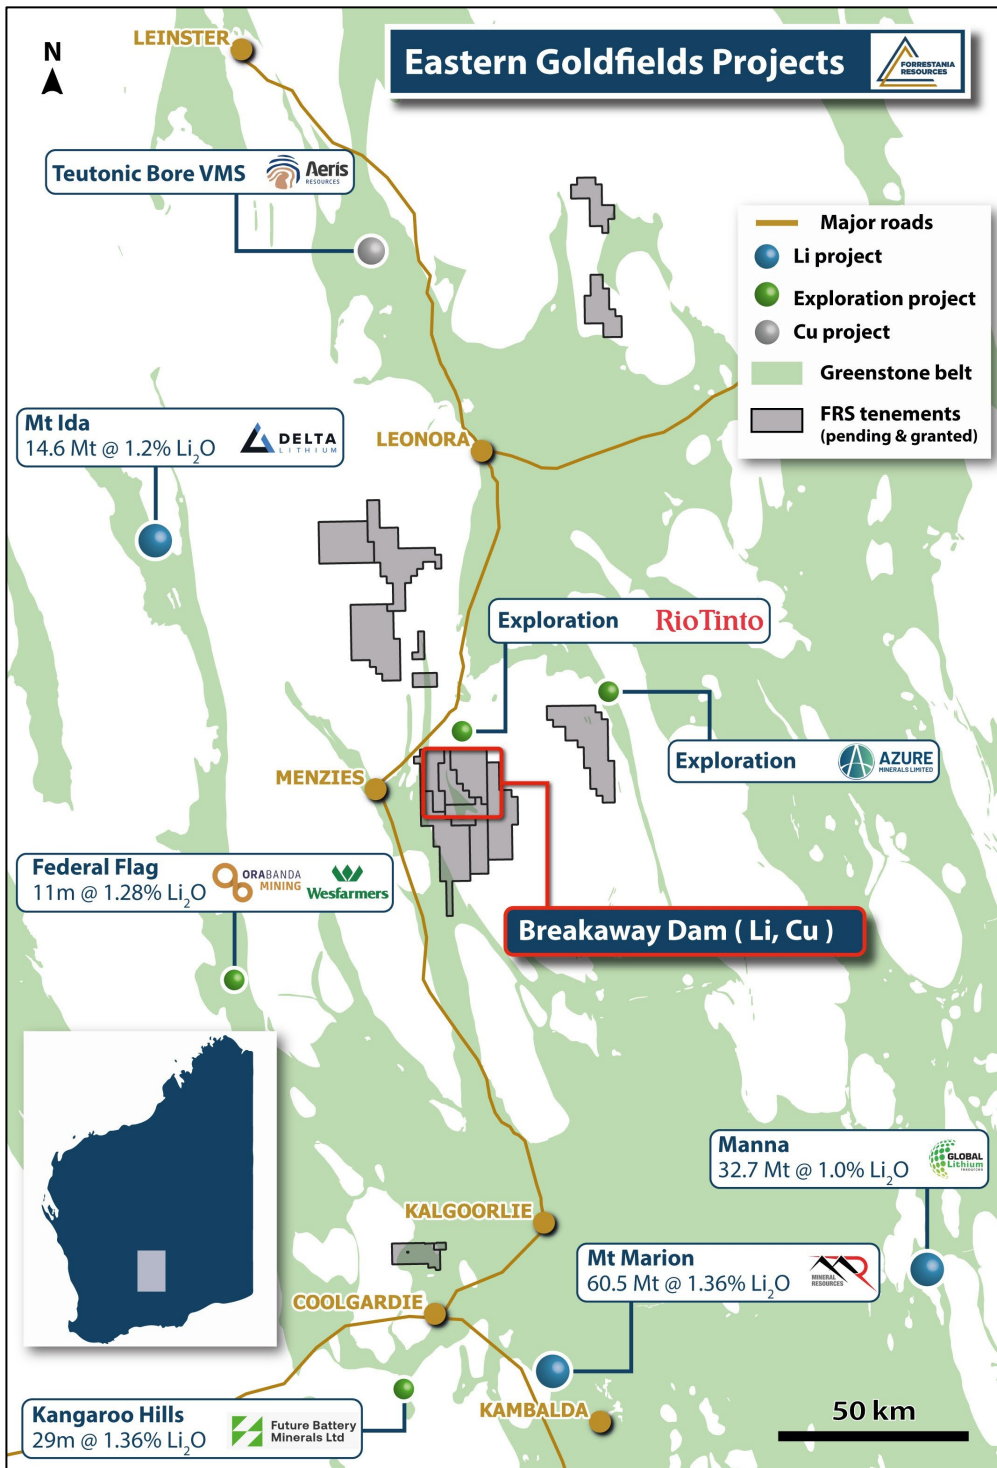 LEINSTER
N
Eastern Goldfields Projects
FORRESTANIA
RESOURCES
Teutonic Bore VMS
Aeris
RESOURCES
Major roads
Li project
Exploration project
Cu project
Greenstone belt
FRS tenements
(pending & granted)
Mt Ida
14.6 Mt @ 1.2% Li₂O
DELTA
LITHIUM
LEONORA
Exploration
RioTinto
Exploration
AZURE
MINERALS LIMITED
MENZIES
Federal Flag
11m @ 1.28% Li₂O
ORABANDA
MINING
Wesfarmers
Breakaway Dam ( Li, Cu )
Manna
32.7 Mt @ 1.0% Li₂O
GLOBAL
Lithium
RESOURCES
KALGOORLIE
Mt Marion
60.5 Mt @ 1.36% Li₂O
MINERAL
RESOURCES
COOLGARDIE
Kangaroo Hills
29m @ 1.36% Li₂O
Future Battery
Minerals Ltd
KAMBALDA
50 km